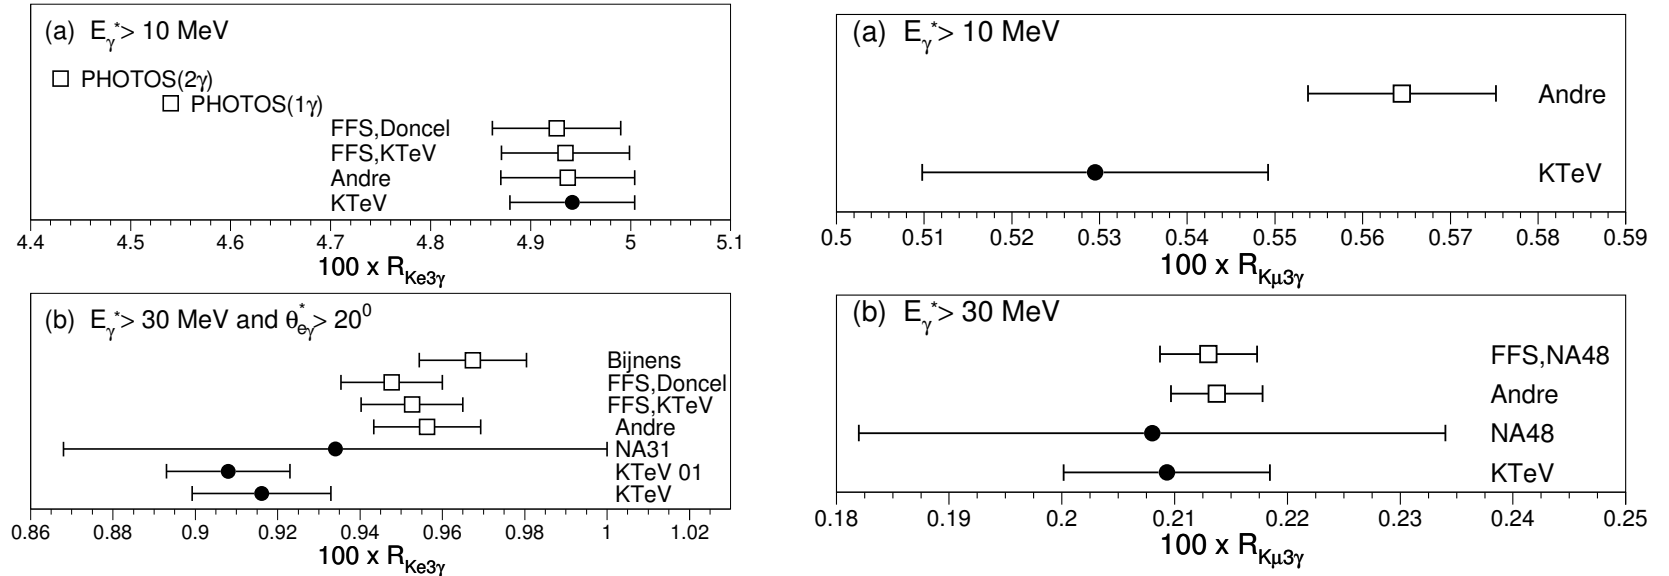 (a) Eγ* > 10 MeV
PHOTOS(2γ)
PHOTOS(1γ)
FFS,Doncel
FFS,KTeV
Andre
KTeV
4.4 4.5 4.6 4.7 4.8 4.9 5 5.1
100 x RKe3γ
(b) Eγ* > 30 MeV and θeγ* > 20⁰
Bijnens
FFS,Doncel
FFS,KTeV
Andre
NA31
KTeV 01
KTeV
0.86 0.88 0.9 0.92 0.94 0.96 0.98 1 1.02
100 x RKe3γ
(a) Eγ* > 10 MeV
Andre
KTeV
0.5 0.51 0.52 0.53 0.54 0.55 0.56 0.57 0.58 0.59
100 x RKμ3γ
(b) Eγ* > 30 MeV
FFS,NA48
Andre
NA48
KTeV
0.18 0.19 0.2 0.21 0.22 0.23 0.24 0.25
100 x RKμ3γ